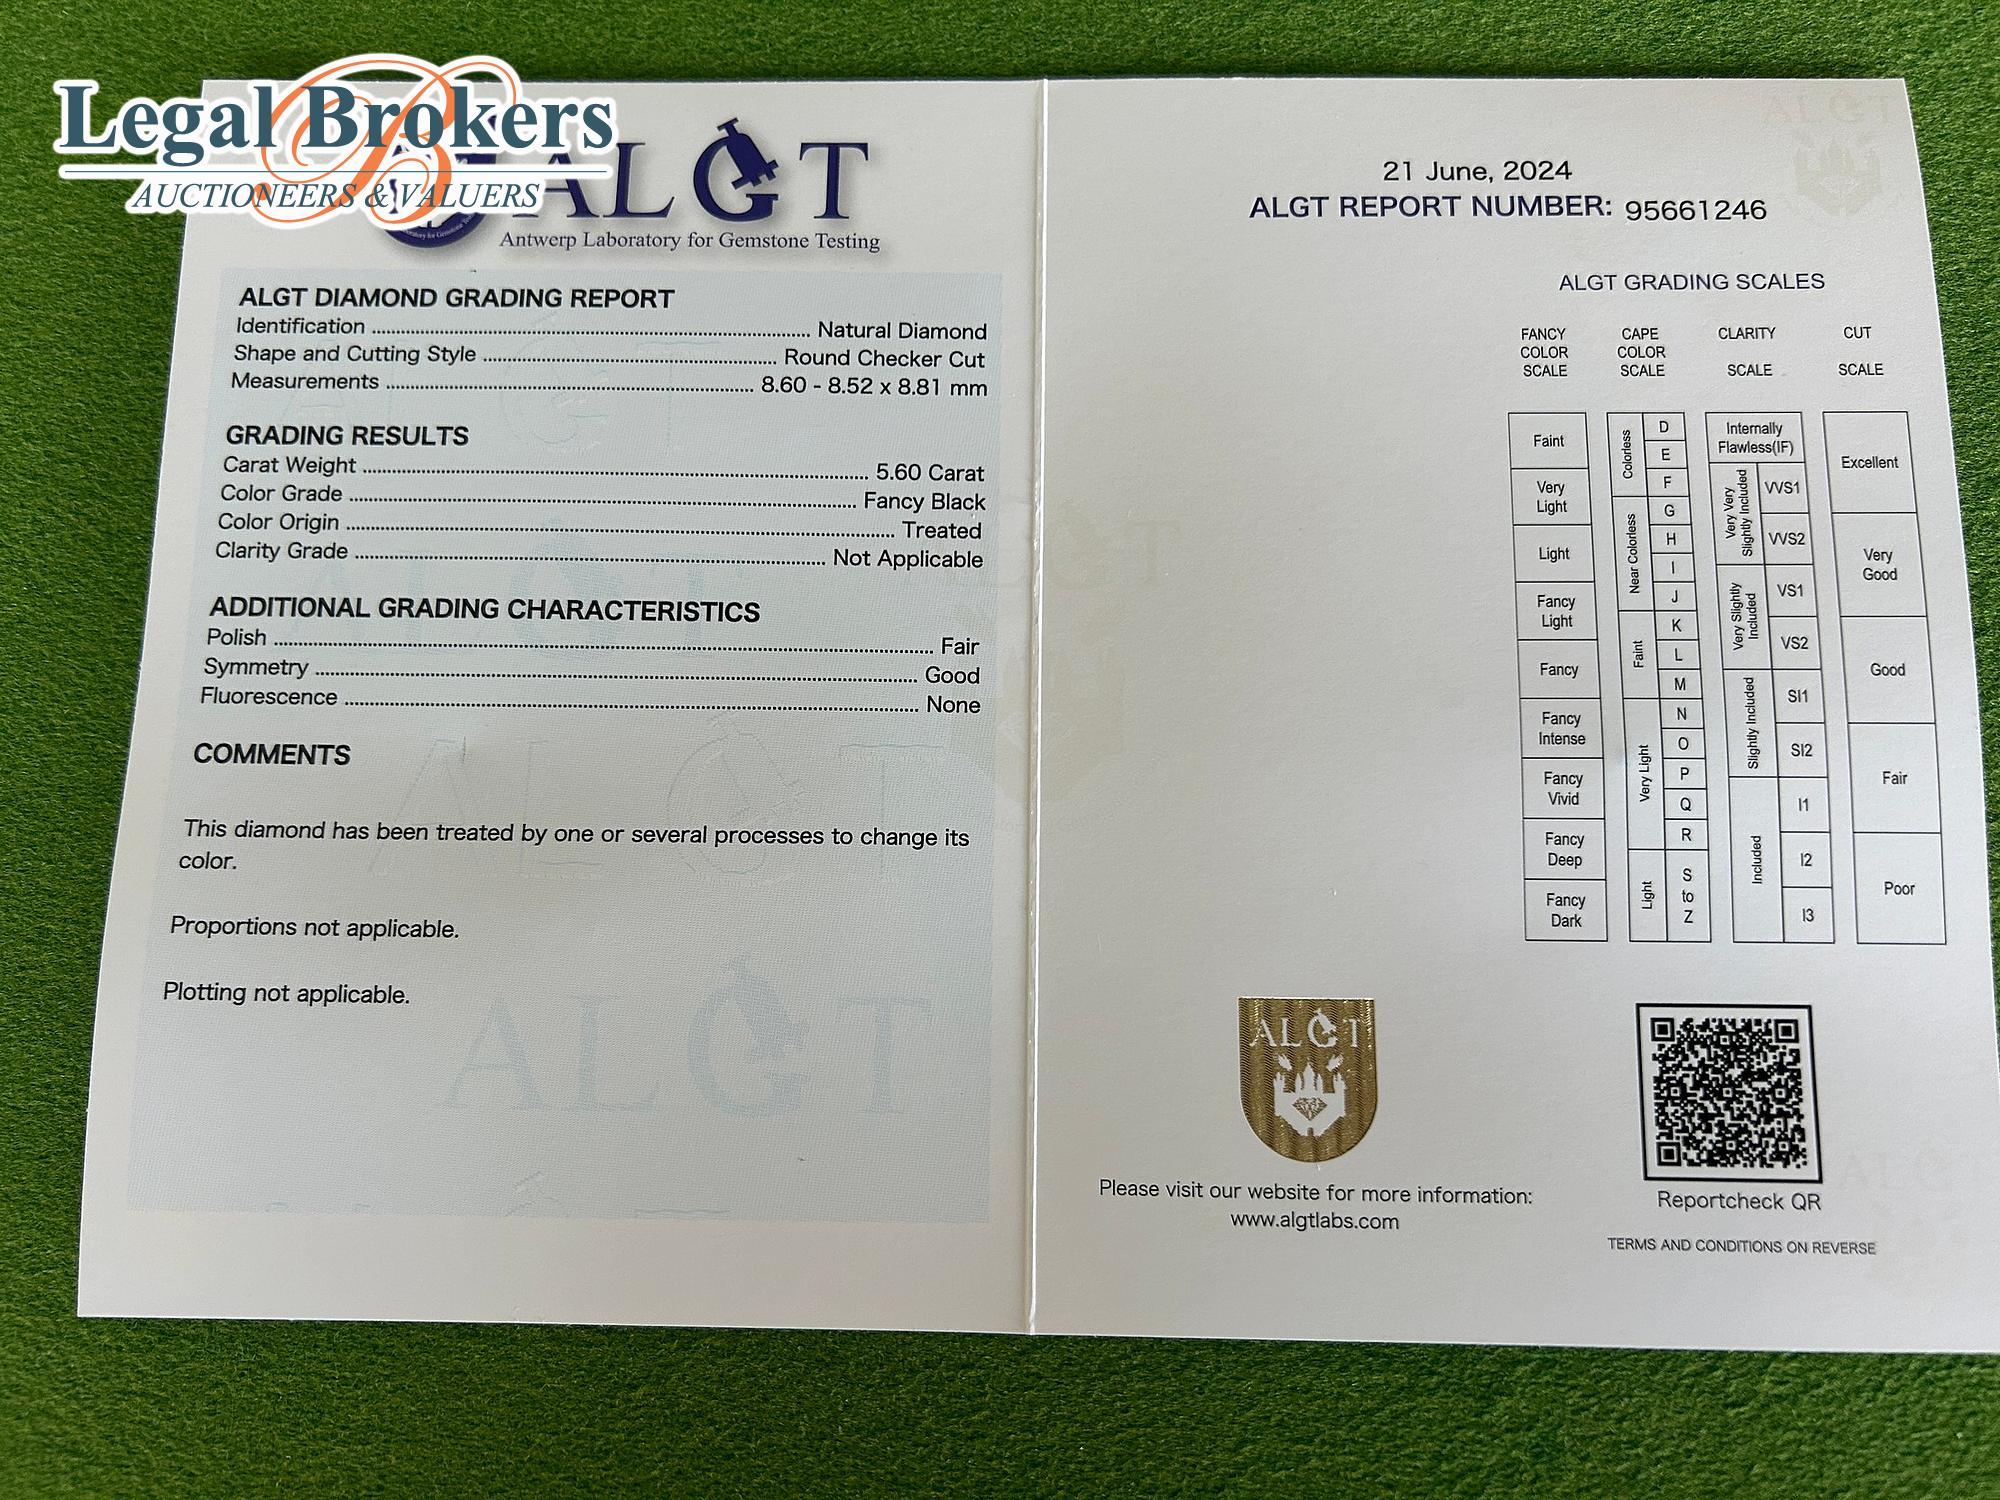 Legal Brokers
AUCTIONEERS & VALUERS
ALGT
Antwerp Laboratory for Gemstone Testing
ALGT DIAMOND GRADING REPORT
Identification ........ Natural Diamond
Shape and Cutting Style ........ Round Checker Cut
Measurements ........ 8.60 - 8.52 x 8.81 mm
GRADING RESULTS
Carat Weight ........ 5.60 Carat
Color Grade ........ Fancy Black
Color Origin ........ Treated
Clarity Grade ........ Not Applicable
ADDITIONAL GRADING CHARACTERISTICS
Polish ........ Fair
Symmetry ........ Good
Fluorescence ........ None
COMMENTS
This diamond has been treated by one or several processes to change its
color.
Proportions not applicable.
Plotting not applicable.
ALGT
21 June, 2024
ALGT REPORT NUMBER: 95661246
ALGT GRADING SCALES
FANCY
COLOR
SCALE
Faint
Very
Light
Light
Fancy
Light
Fancy
Fancy
Intense
Fancy
Vivid
Fancy
Deep
Fancy
Dark
CAPE
COLOR
SCALE
Colorless
D
E
F
Near Colorless
G
H
I
J
Faint
K
L
M
Very Light
N
O
P
Q
R
Light
S
to
Z
CLARITY
SCALE
Internally
Flawless(IF)
Very Very
Slightly Included
VVS1
VVS2
Very Slightly
Included
VS1
VS2
Slightly Included
SI1
SI2
Included
I1
I2
I3
CUT
SCALE
Excellent
Very
Good
Good
Fair
Poor
ALGT
Please visit our website for more information:
www.algtlabs.com
Reportcheck QR
TERMS AND CONDITIONS ON REVERSE